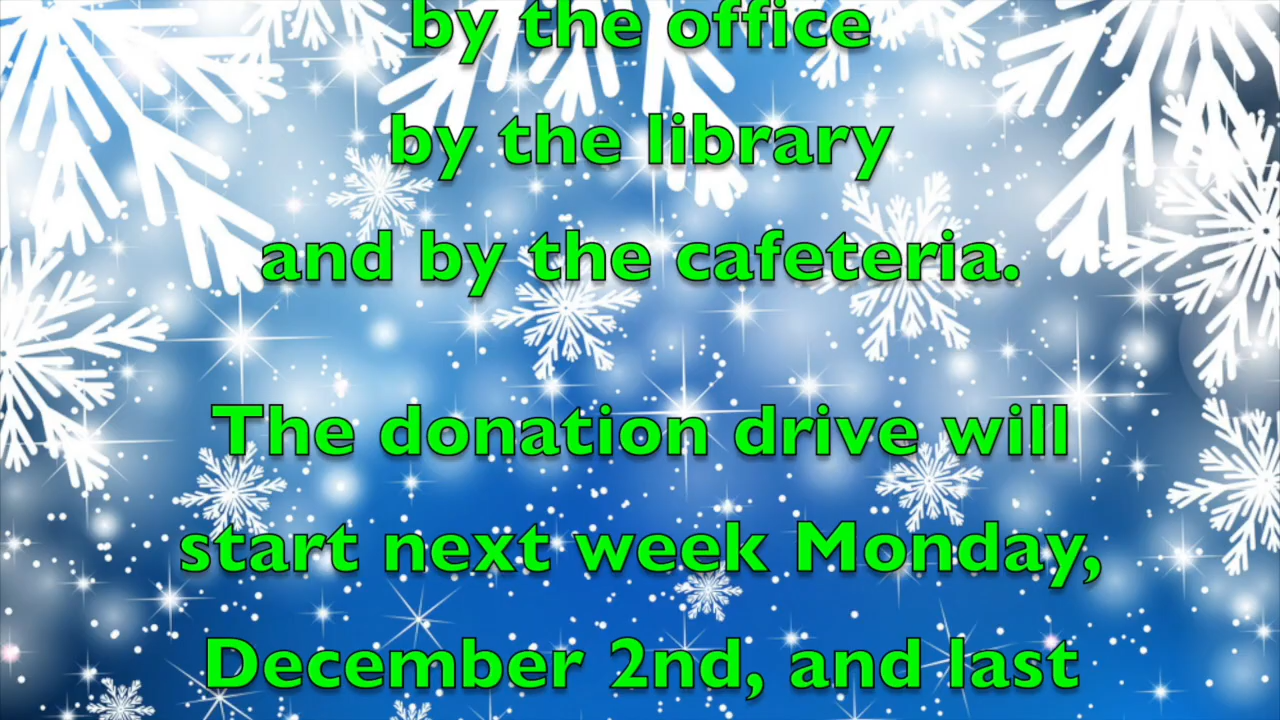 by the office
by the library
and by the cafeteria.
The donation drive will
start next week Monday,
December 2nd, and last